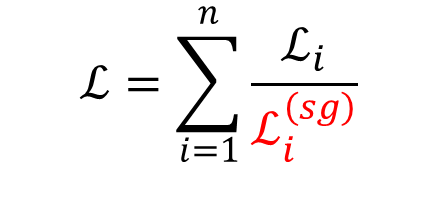 ℒ = ∑_{i=1}^{n} ℒ_i / ℒ_i^{(sg)}